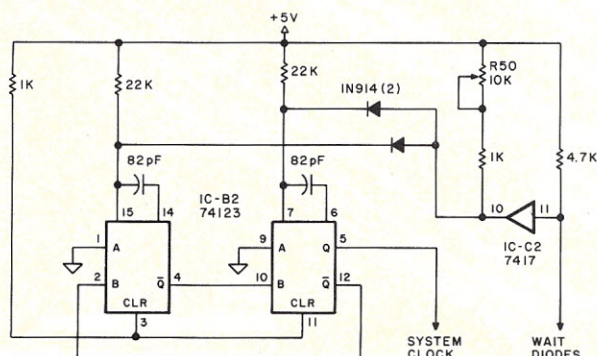 +5V
1K
22K
22K
1N914(2)
R50
10K
1K
4.7K
82pF
82pF
IC-B2
74123
15
14
7
6
10
11
IC-C2
7417
1
A
9
A
Q
5
2
B
Q
4
10
B
Q
12
CLR
CLR
3
11
SYSTEM
CLOCK
WAIT
DIODES